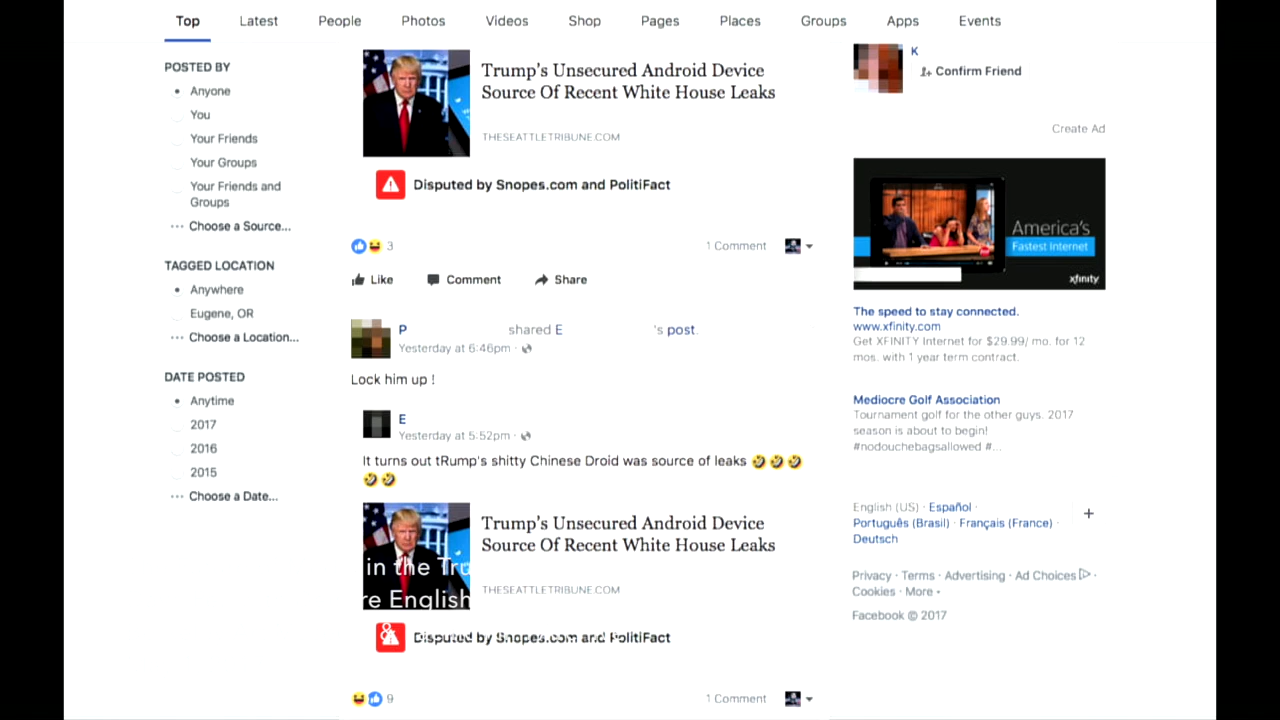 Top Latest People Photos Videos Shop Pages Places Groups Apps Events
POSTED BY
Anyone
You
Your Friends
Your Groups
Your Friends and
Groups
Choose a Source...
TAGGED LOCATION
Anywhere
Eugene, OR
Choose a Location...
DATE POSTED
Anytime
2017
2016
2015
Choose a Date...
Trump's Unsecured Android Device
Source Of Recent White House Leaks
THESEATTLETRIBUNE.COM
Disputed by Snopes.com and PolitiFact
3 1 Comment
Like Comment Share
P shared E 's post.
Yesterday at 6:46pm ·
Lock him up !
E
Yesterday at 5:52pm ·
It turns out tRump's shitty Chinese Droid was source of leaks
Trump's Unsecured Android Device
Source Of Recent White House Leaks
in the Tru
re English
THESEATTLETRIBUNE.COM
Disputed by Snopes.com and PolitiFact
9 1 Comment
K
Confirm Friend
Create Ad
America's
Fastest Internet
xfinity
The speed to stay connected.
www.xfinity.com
Get XFINITY Internet for $29.99/ mo. for 12
mos. with 1 year term contract.
Mediocre Golf Association
Tournament golf for the other guys. 2017
season is about to begin!
#nodouchebagsallowed #...
English (US) · Español ·
Português (Brasil) · Français (France) ·
Deutsch
+
Privacy · Terms · Advertising · Ad Choices ·
Cookies · More
Facebook © 2017